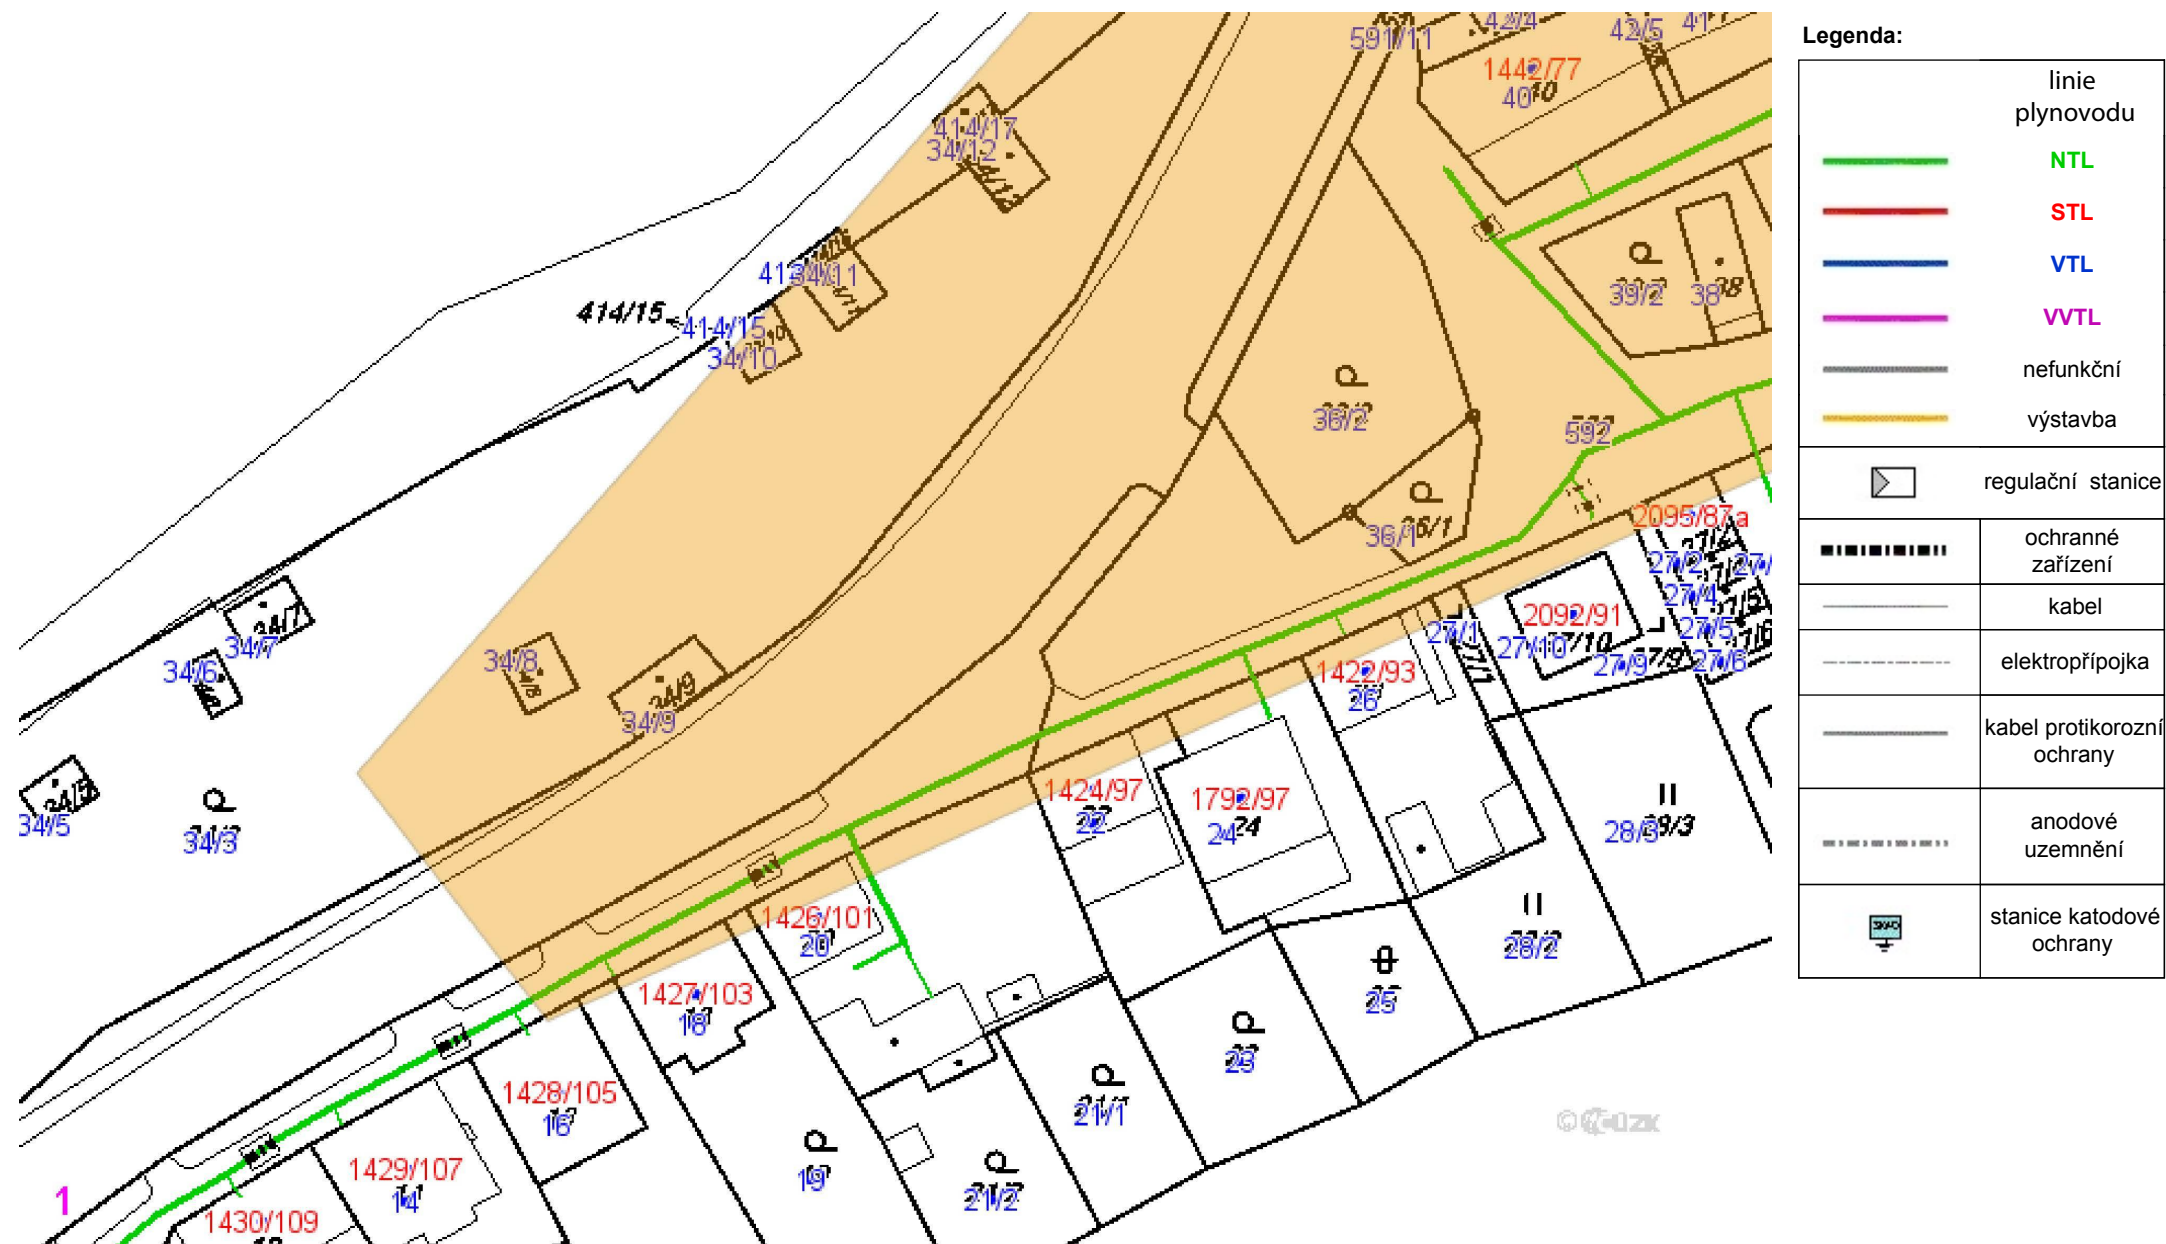 591/11
42/4
42/5
41
1442/77
40
414/17
34/12
34/11
414/15
414/15
34/10
39/2
38
36/2
592
36/1
2095/87a
27/2
27/4
27/5
27/6
2092/91
27/10
27/9
27/1
34/7
34/6
34/8
34/9
34/5
34/3
1422/93
26
1424/97
22
1792/97
24
28/3
28/2
25
23
1426/101
20
1427/103
18
1428/105
16
21/1
21/2
19
1429/107
14
1430/109
1
Legenda:
linie
plynovodu
NTL
STL
VTL
VVTL
nefunkční
výstavba
regulační stanice
ochranné
zařízení
kabel
elektropřípojka
kabel protikorozní
ochrany
anodové
uzemnění
stanice katodové
ochrany